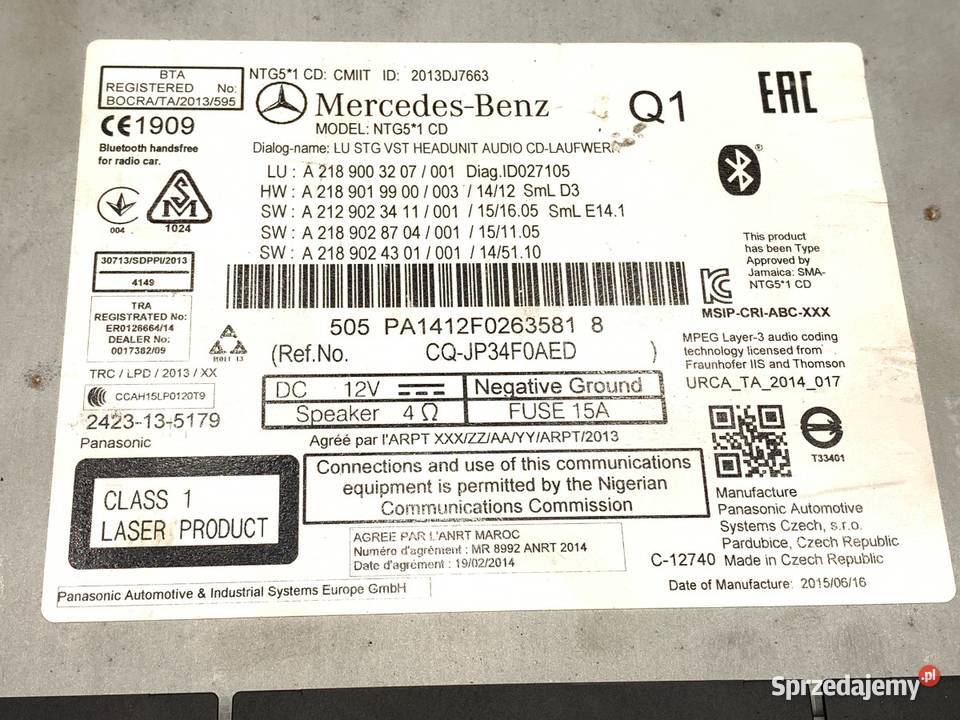 BTA
REGISTERED No:
BOCRA/TA/2013/595
NTG5*1 CD: CMIIT ID: 2013DJ7663
Mercedes-Benz
Q1
EAC
MODEL: NTG5*1 CD
CE1909
Bluetooth handsfree
for radio car.
Dialog-name: LU STG VST HEADUNIT AUDIO CD-LAUFWERK
LU : A 218 900 32 07 / 001 Diag.ID027105
HW : A 218 901 99 00 / 003 / 14/12 SmL D3
SW : A 212 902 34 11 / 001 / 15/16.05 SmL E14.1
SW : A 218 902 87 04 / 001 / 15/11.05
SW : A 218 902 43 01 / 001 / 14/51.10
004
SM
1024
30713/SDPPI/2013
4149
This product
has been Type
Approved by
Jamaica: SMA-
NTG5*1 CD
MSIP-CRI-ABC-XXX
TRA
REGISTRATED No:
ER0126664/14
DEALER No:
0017382/09
505 PA1412F0263581 8
(Ref.No. CQ-JP34F0AED )
MPEG Layer-3 audio coding
technology licensed from
Fraunhofer IIS and Thomson
URCA_TA_2014_017
TRC / LPD / 2013 / XX
CCAH15LP0120T9
2423-13-5179
Panasonic
DC 12V Negative Ground
Speaker 4 Ω FUSE 15A
Agréé par l'ARPT XXX/ZZ/AA/YY/ARPT/2013
T33401
CLASS 1
LASER PRODUCT
Connections and use of this communications
equipment is permitted by the Nigerian
Communications Commission
AGREE PAR L'ANRT MAROC
Numéro d'agrément : MR 8992 ANRT 2014
Date d'agrément : 19/02/2014
Manufacture
Panasonic Automotive
Systems Czech, s.r.o.
Pardubice, Czech Republic
C-12740 Made in Czech Republic
Date of Manufacture: 2015/06/16
Panasonic Automotive & Industrial Systems Europe GmbH
Sprzedajemy.pl